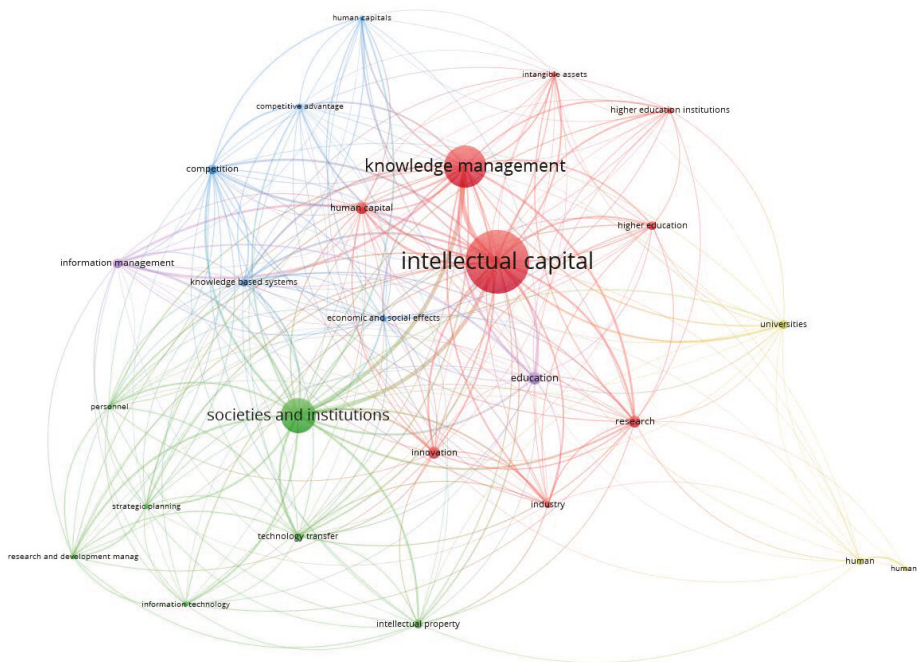 human capitals
intangible assets
competitive advantage
higher education institutions
knowledge management
competition
human capital
higher education
intellectual capital
information management
knowledge based systems
economic and social effects
universities
education
personnel
societies and institutions
research
innovation
strategic planning
industry
technology transfer
research and development manag
human
human
information technology
intellectual property